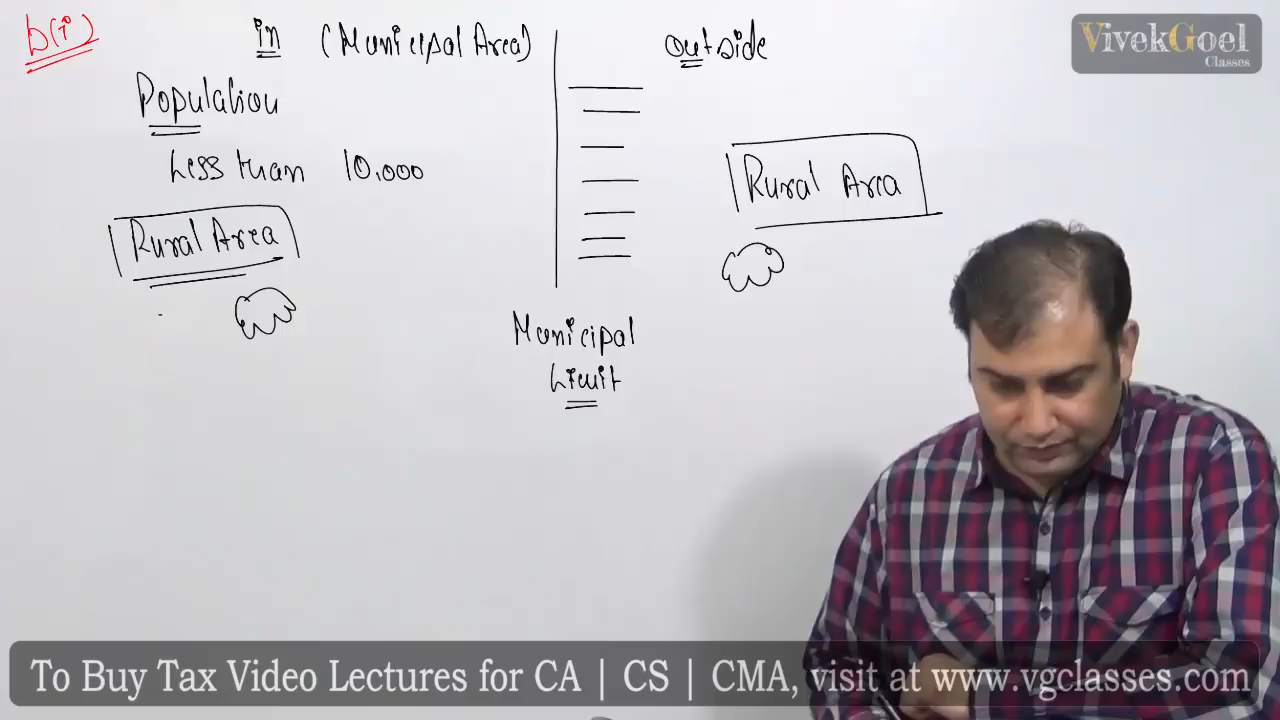 b(i)
in (Municipal Area)
Population
Less than 10,000
Rural Area
outside
Rural Area
Municipal
Limit
VivekGoel
Classes
To Buy Tax Video Lectures for CA | CS | CMA, visit at www.vgclasses.com